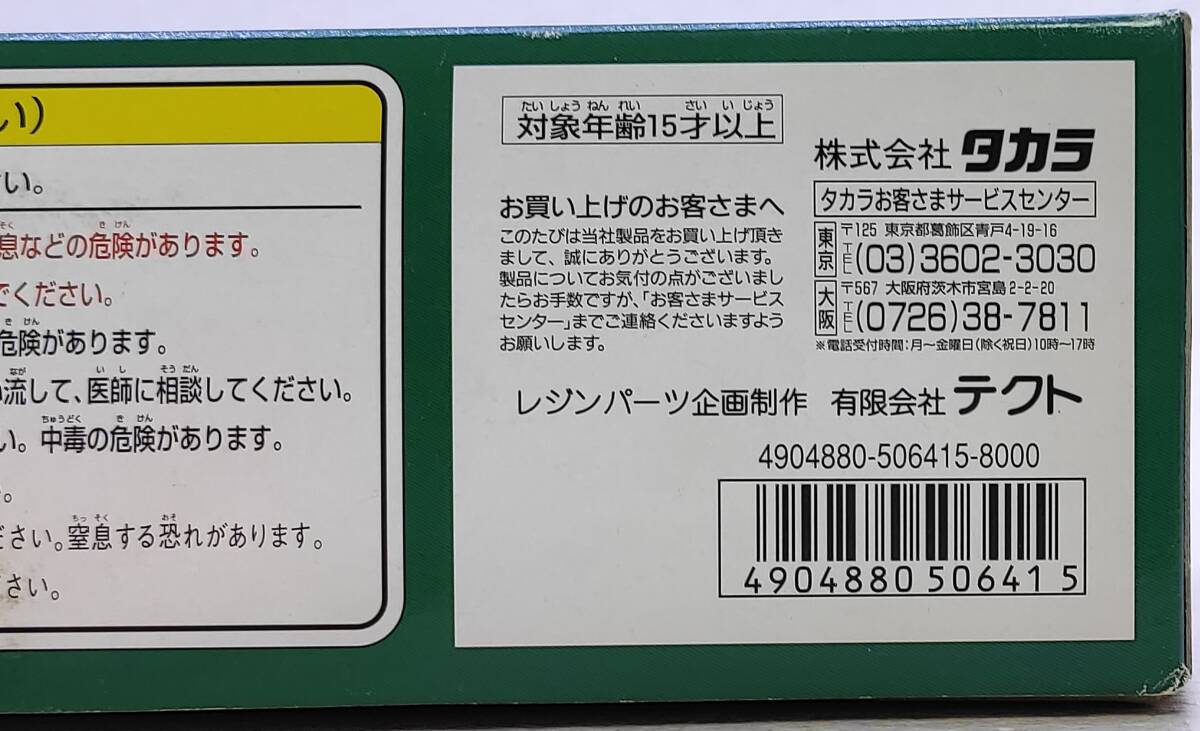 い)
い。
息などの危険があります。
でください。
危険があります。
流して、医師に相談してください。
い。中毒の危険があります。
。
ださい。窒息する恐れがあります。
ださい。
対象年齢15才以上
株式会社 タカラ
タカラお客さまサービスセンター
東京 〒125 東京都葛飾区青戸4-19-16
TEL(03)3602-3030
大阪 〒567 大阪府茨木市宮島2-2-20
TEL(0726)38-7811
※電話受付時間:月〜金曜日(除く祝日)10時〜17時
お買い上げのお客さまへ
このたびは当社製品をお買い上げ頂き
まして、誠にありがとうございます。
製品についてお気付の点がございまし
たらお手数ですが、「お客さまサービス
センター」までご連絡くださいますよう
お願いします。
レジンパーツ企画制作 有限会社 テクト
4904880-506415-8000
4904880506415